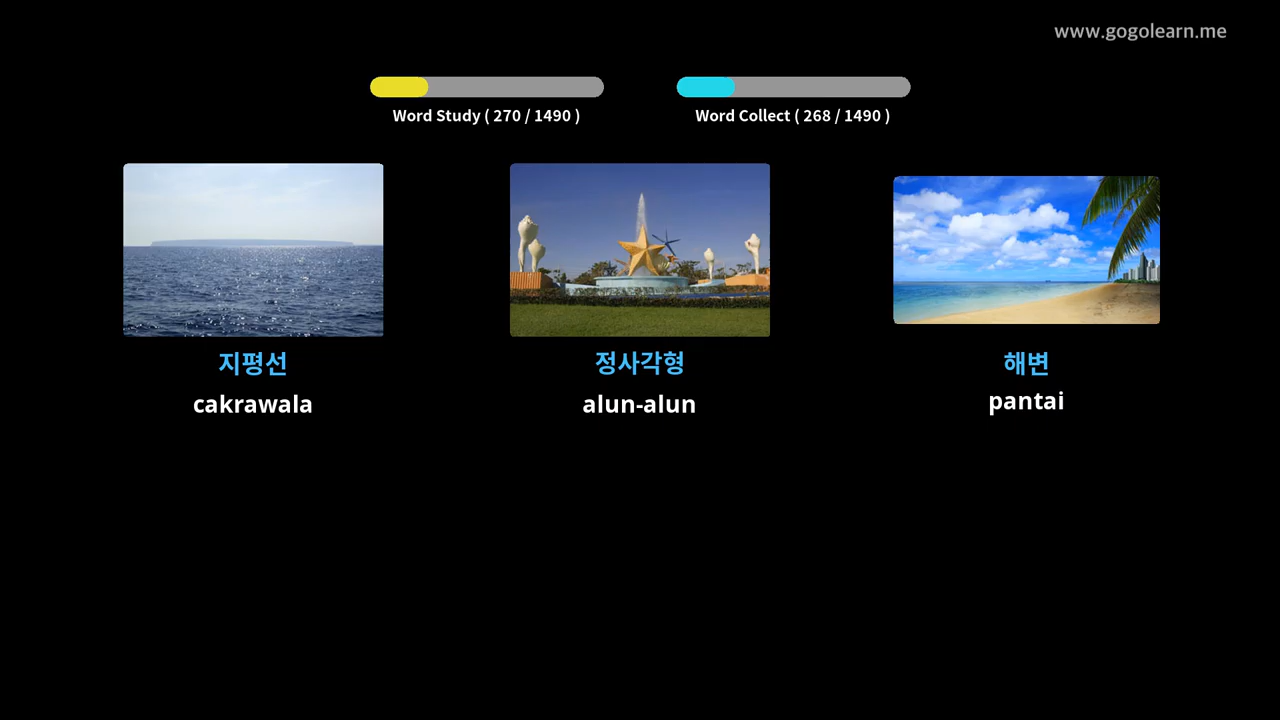 www.gogolearn.me
Word Study ( 270 / 1490 )
Word Collect ( 268 / 1490 )
지평선
정사각형
해변
cakrawala
alun-alun
pantai